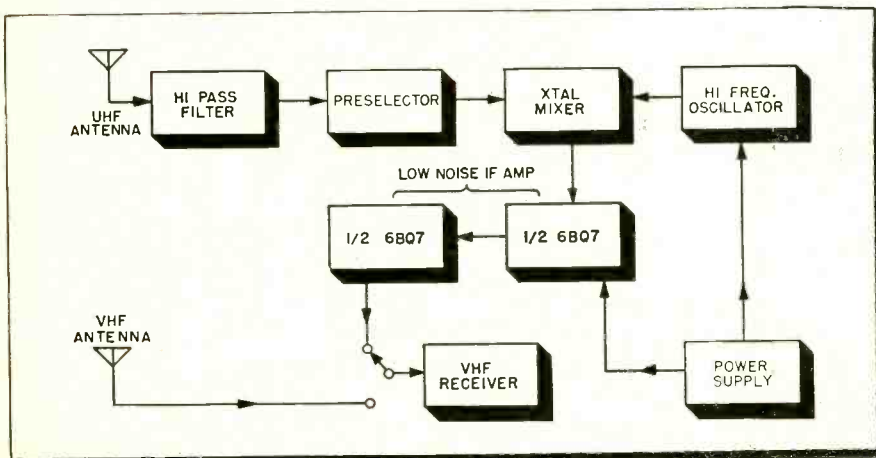 UHF
ANTENNA
HI PASS
FILTER
PRESELECTOR
XTAL
MIXER
HI FREQ.
OSCILLATOR
LOW NOISE IF AMP
1/2 6BQ7
1/2 6BQ7
VHF
ANTENNA
VHF
RECEIVER
POWER
SUPPLY